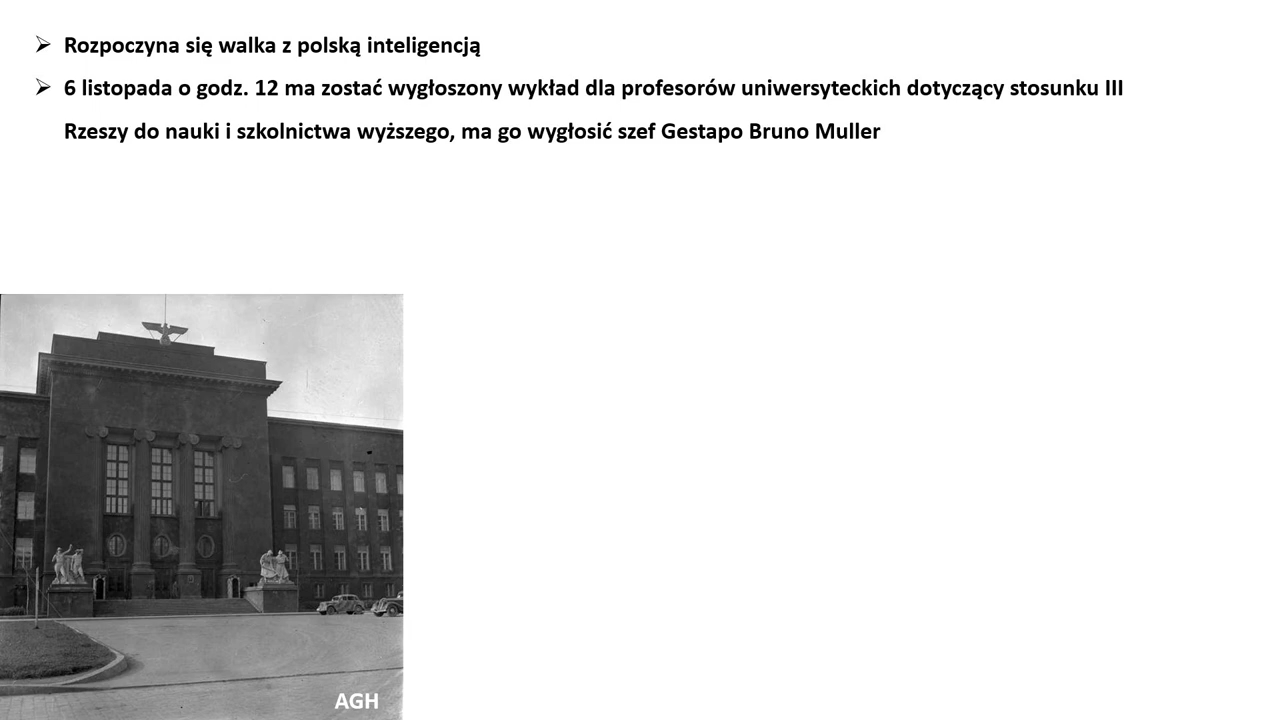 Rozpoczyna się walka z polską inteligencją
6 listopada o godz. 12 ma zostać wygłoszony wykład dla profesorów uniwersyteckich dotyczący stosunku III
Rzeszy do nauki i szkolnictwa wyższego, ma go wygłosić szef Gestapo Bruno Muller
AGH